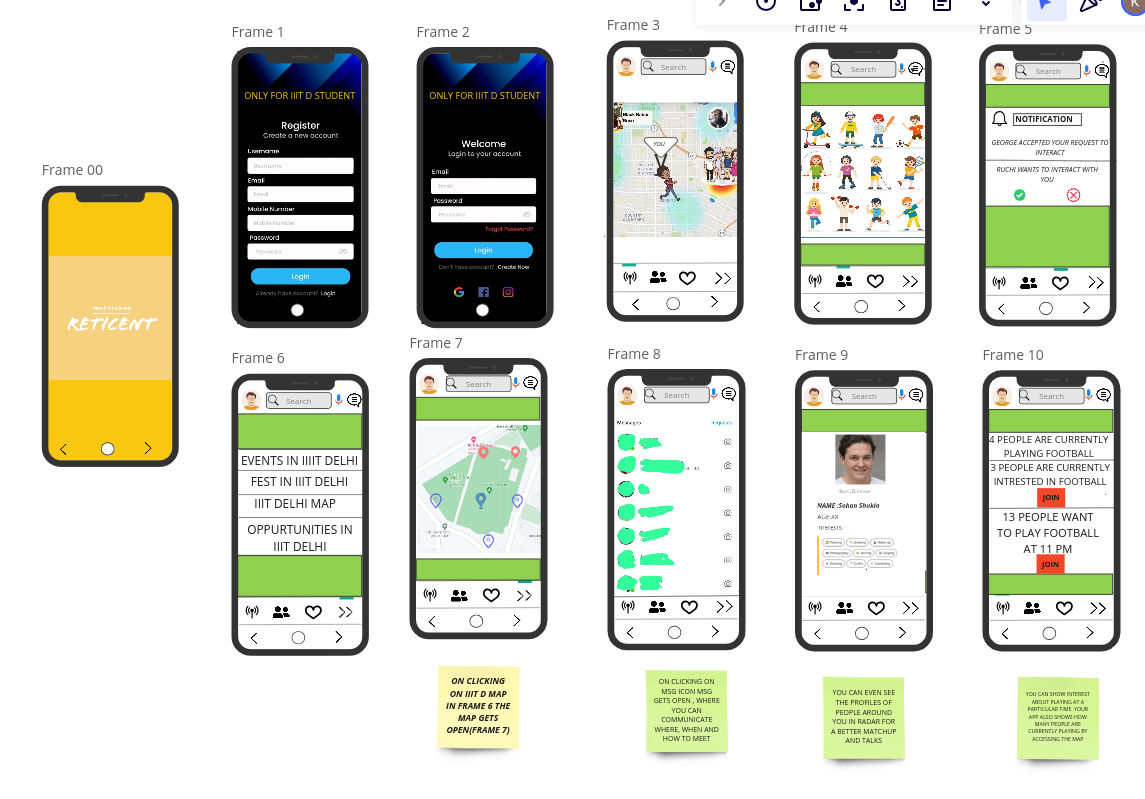 Frame 1
Frame 2
Frame 3
Frame 4
Frame 5
Frame 00
RETICENT
ONLY FOR IIIT D STUDENT
Register
Create a new account
Username
Username
Email
Email
Mobile Number
Mobile Number
Password
Password
Login
Already have account? Login
ONLY FOR IIIT D STUDENT
Welcome
Login to your account
Email
Email
Password
Password
Forgot Password?
Login
Don't have account? Create Now
Search
YOU
COUNTRY
CLUB PARK
Search
Search
NOTIFICATION
GEORGE ACCEPTED YOUR REQUEST TO
INTERACT
RUCHI WANTS TO INTERACT WITH
YOU
Frame 6
Frame 7
Frame 8
Frame 9
Frame 10
Search
EVENTS IN IIIIT DELHI
FEST IN IIIT DELHI
IIIT DELHI MAP
OPPURTUNITIES IN
IIIT DELHI
Search
Search
Messages
Requests
Search
NAME :Sohan Shukla
AGE:XX
INTERESTS:
Search
4 PEOPLE ARE CURRENTLY
PLAYING FOOTBALL
3 PEOPLE ARE CURRENTLY
INTRESTED IN FOOTBALL
JOIN
13 PEOPLE WANT
TO PLAY FOOTBALL
AT 11 PM
JOIN
ON CLICKING
ON IIIT D MAP
IN FRAME 6 THE
MAP GETS
OPEN(FRAME 7)
ON CLICKING ON
MSG ICON MSG
GETS OPEN , WHERE
YOU CAN
COMMUNICATE
WHERE, WHEN AND
HOW TO MEET
YOU CAN EVEN SEE
THE PROFILES OF
PEOPLE AROUND
YOU IN RADAR FOR
A BETTER MATCHUP
AND TALKS
YOU CAN SHOW INTEREST
ABOUT PLAYING AT A
PARTICULAR TIME. YOUR
APP ALSO SHOWS HOW
MANY PEOPLE ARE
CURRENTLY PLAYING BY
ACCESSING THE MAP